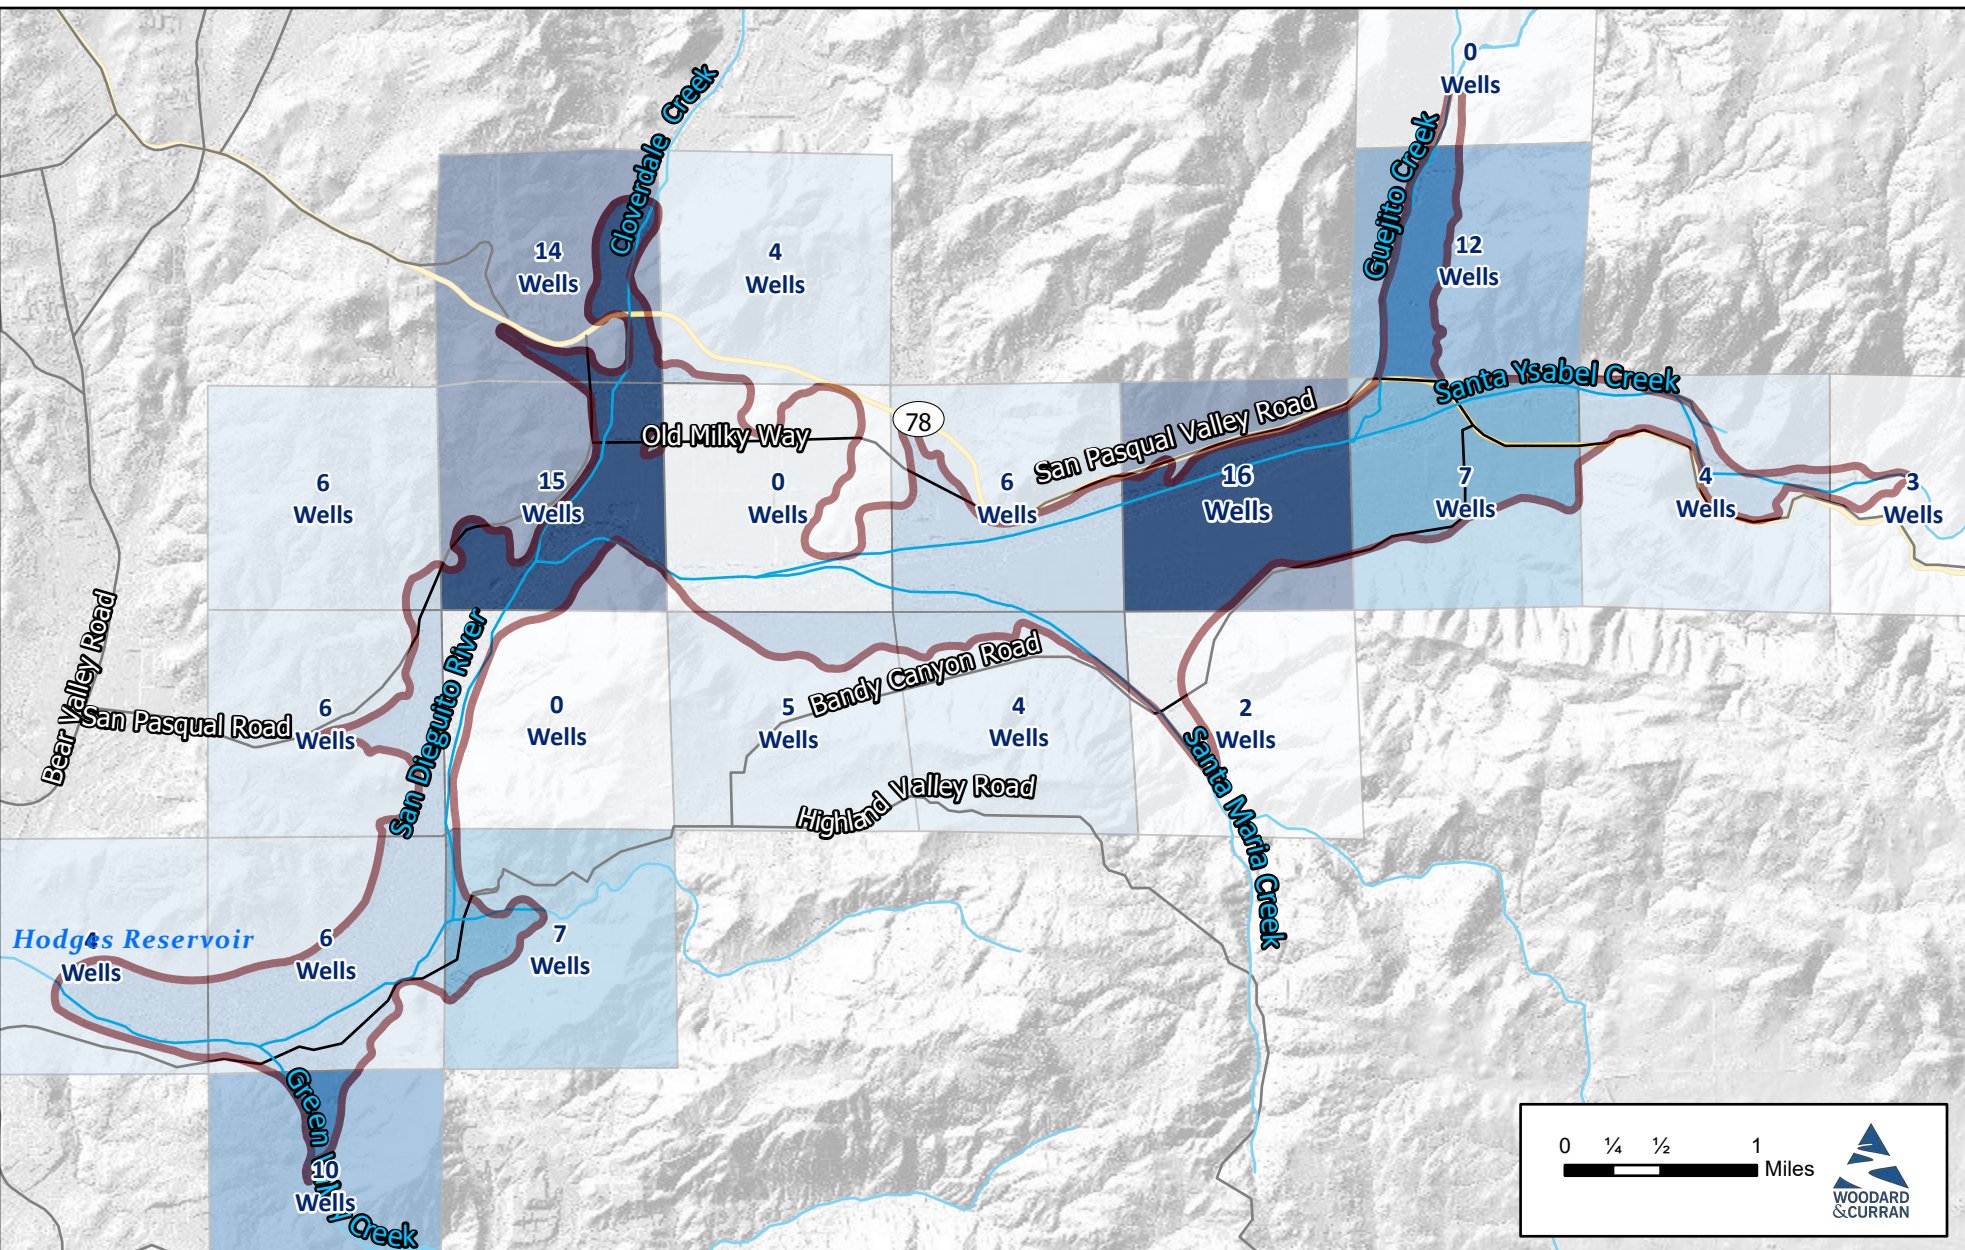 0
Wells
Cloverdale Creek
Guejito Creek
14
Wells
4
Wells
12
Wells
Santa Ysabel Creek
78
San Pasqual Valley Road
Old Milky Way
6
Wells
15
Wells
0
Wells
6
Wells
16
Wells
7
Wells
4
Wells
3
Wells
Bear Valley Road
San Pasqual Road
6
Wells
San Dieguito River
0
Wells
5
Wells
Bandy Canyon Road
4
Wells
2
Wells
Highland Valley Road
Santa Maria Creek
Hodges Reservoir
4
Wells
6
Wells
7
Wells
Green Creek
10
Wells
0 ¼ ½ 1
Miles
WOODARD
&CURRAN